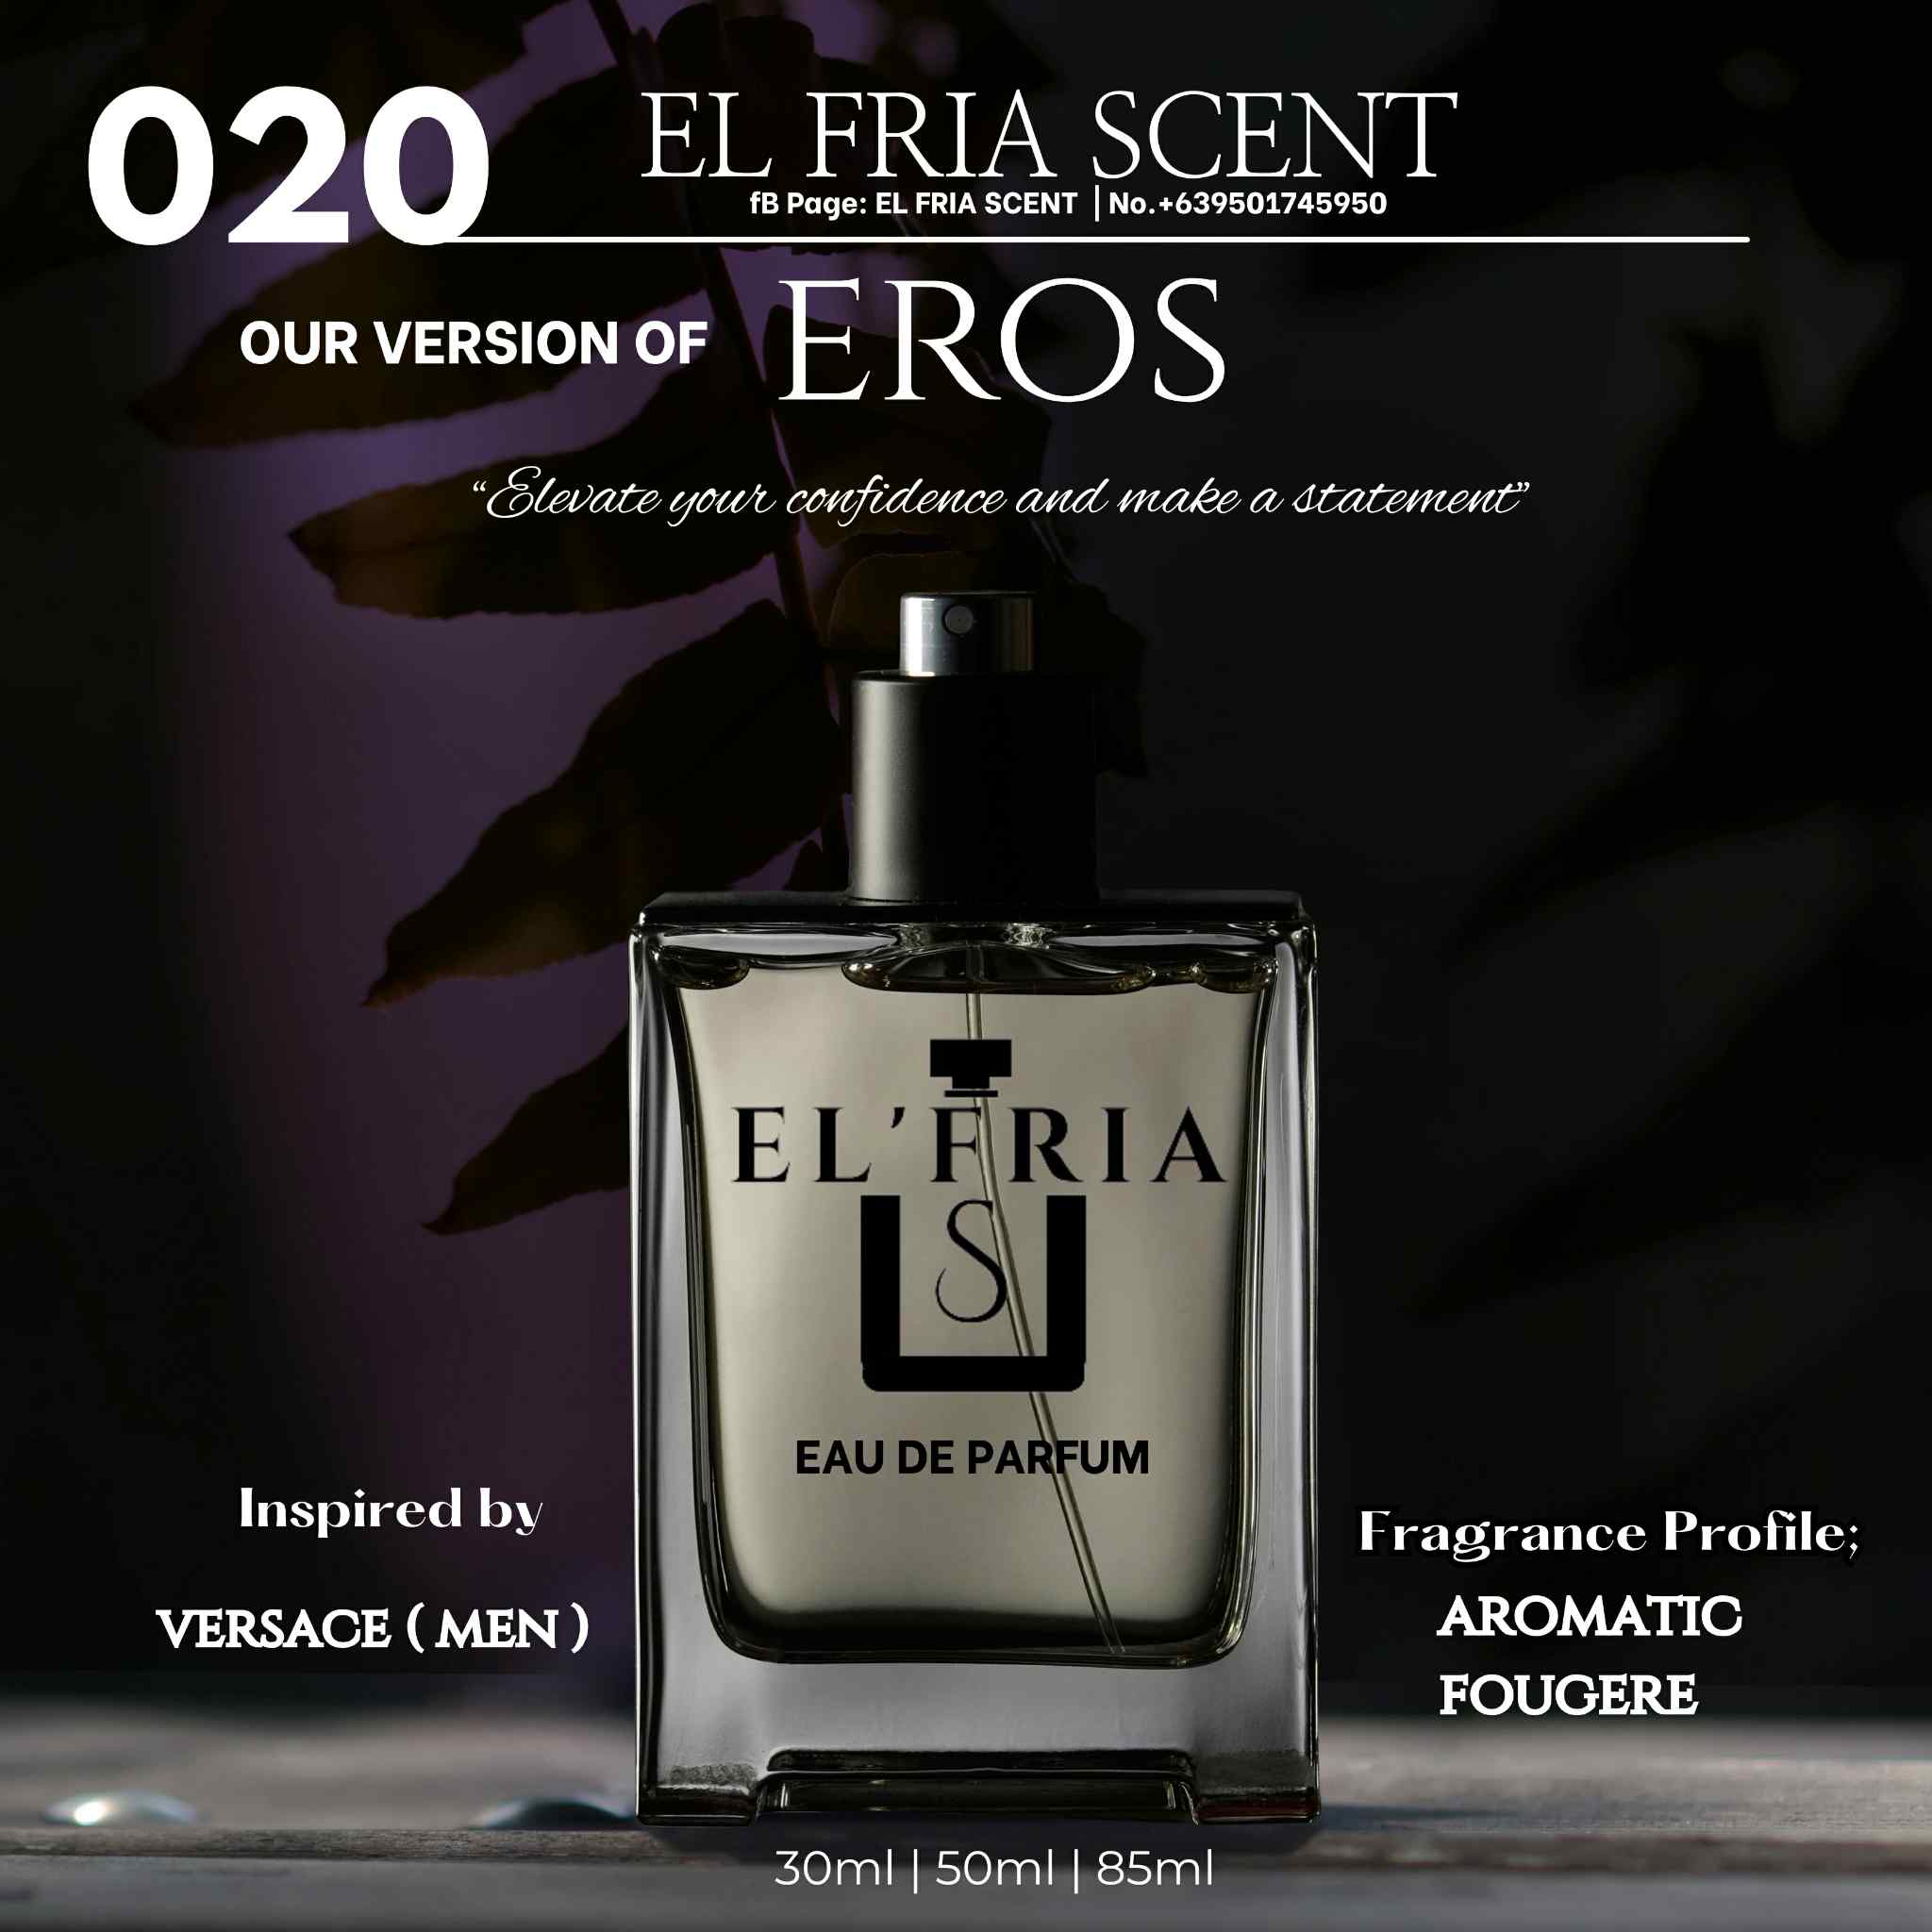 020
EL FRIA SCENT
fB Page: EL FRIA SCENT | No.+639501745950
OUR VERSION OF EROS
“Elevate your confidence and make a statement”
EL'FRIA
S
EAU DE PARFUM
Inspired by
VERSACE ( MEN )
Fragrance Profile;
AROMATIC
FOUGERE
30ml | 50ml | 85ml